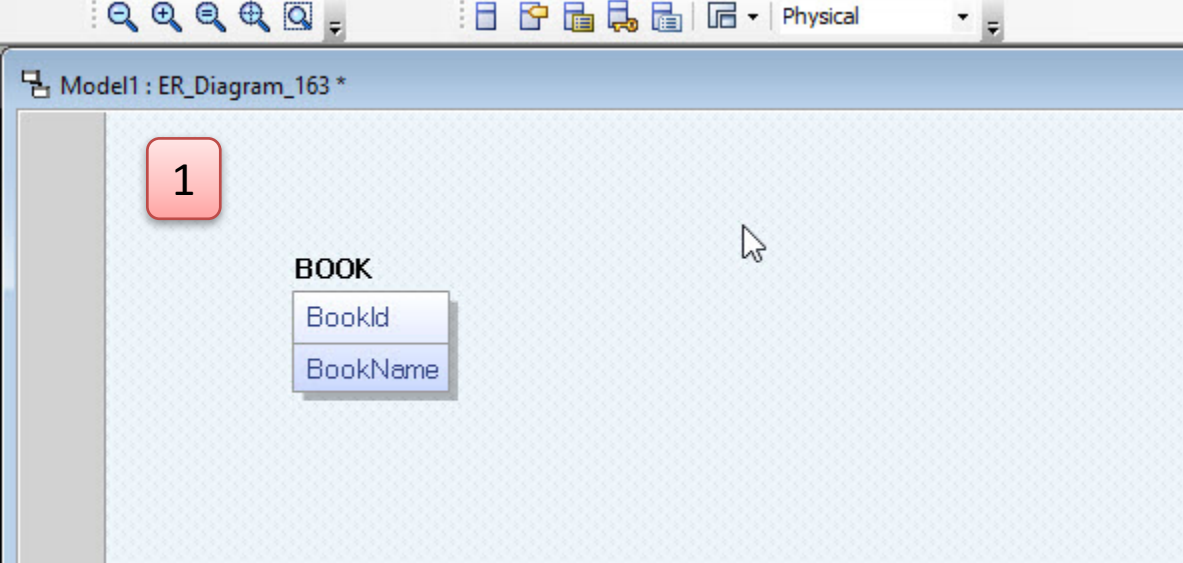 Physical
Model1 : ER_Diagram_163 *
1
BOOK
BookId
BookName